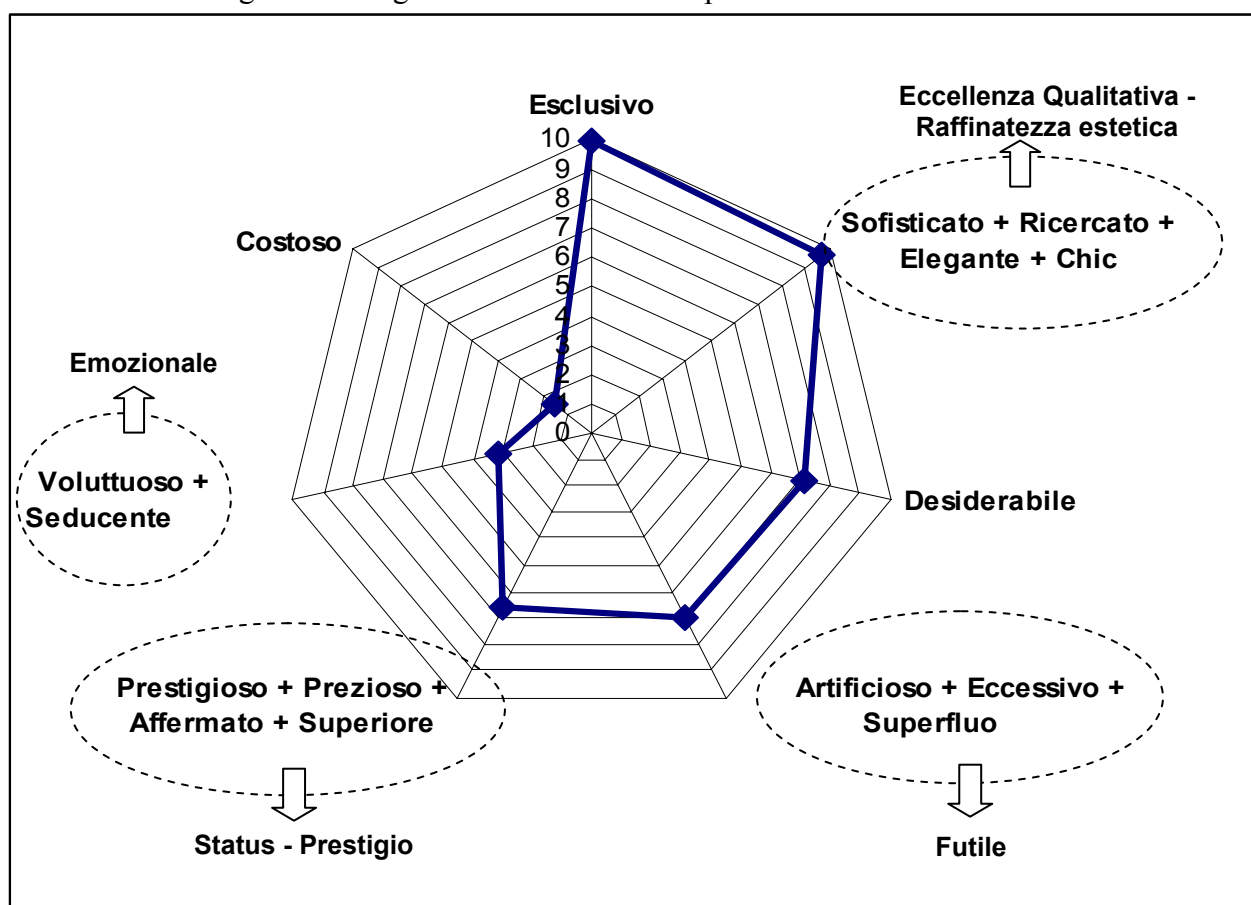 Esclusivo
Eccellenza Qualitativa -
Raffinatezza estetica
10
9
8
7
6
5
4
3
2
1
0
Sofisticato + Ricercato +
Elegante + Chic
Costoso
Emozionale
Voluttuoso +
Seducente
Desiderabile
Prestigioso + Prezioso +
Affermato + Superiore
Artificioso + Eccessivo +
Superfluo
Status - Prestigio
Futile